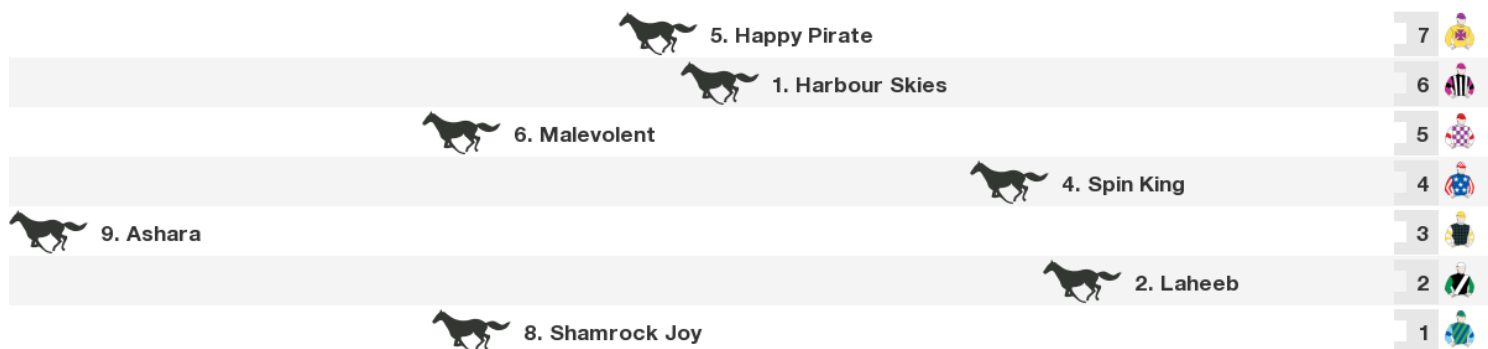 5. Happy Pirate 7
1. Harbour Skies 6
6. Malevolent 5
4. Spin King 4
9. Ashara 3
2. Laheeb 2
8. Shamrock Joy 1